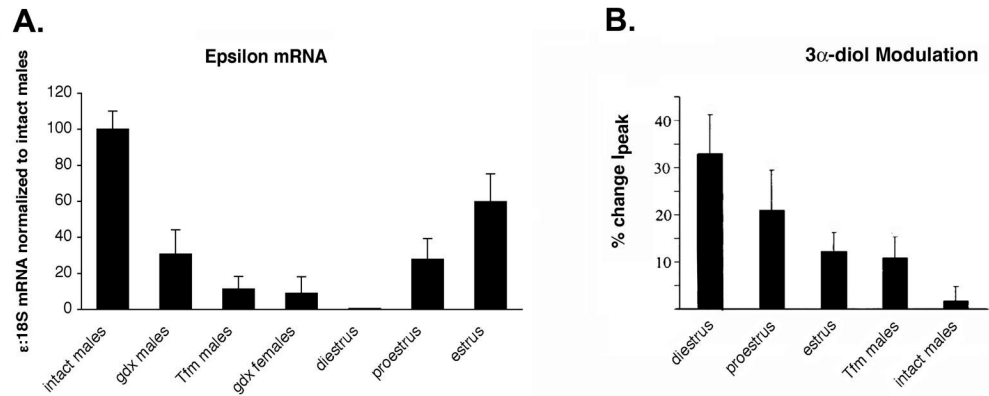 A.
Epsilon mRNA
ε:18S mRNA normalized to intact males
120
100
80
60
40
20
0
intact males
gdx males
Tfm males
gdx females
diestrus
proestrus
estrus
B.
3α-diol Modulation
% change Ipeak
40
30
20
10
0
diestrus
proestrus
estrus
Tfm males
intact males